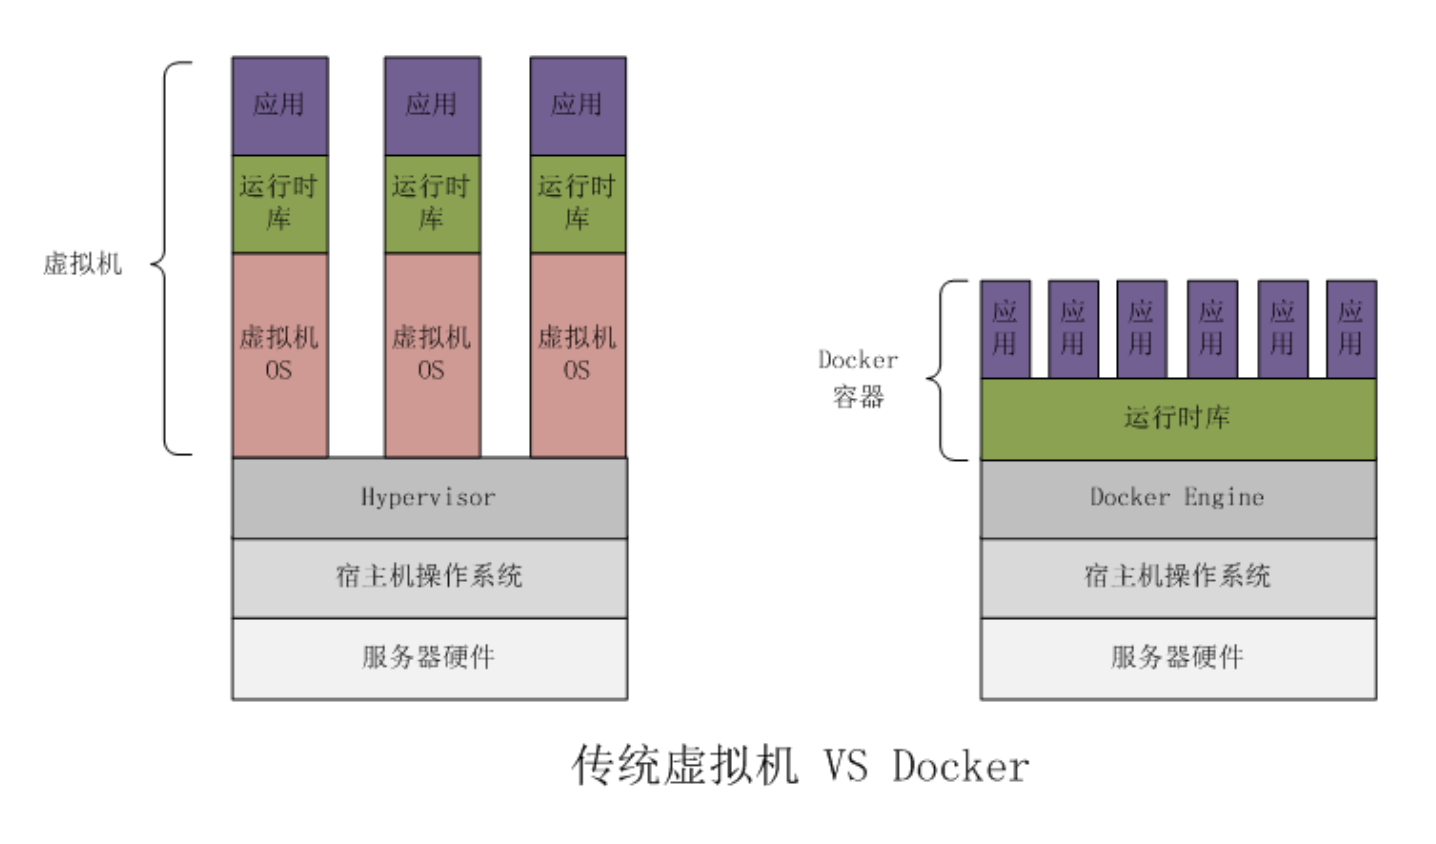 应用
应用
应用
运行时
库
运行时
库
运行时
库
虚拟机
虚拟机
OS
虚拟机
OS
虚拟机
OS
Hypervisor
宿主机操作系统
服务器硬件
Docker
容器
应
用
应
用
应
用
应
用
应
用
应
用
运行时库
Docker Engine
宿主机操作系统
服务器硬件
传统虚拟机 VS Docker